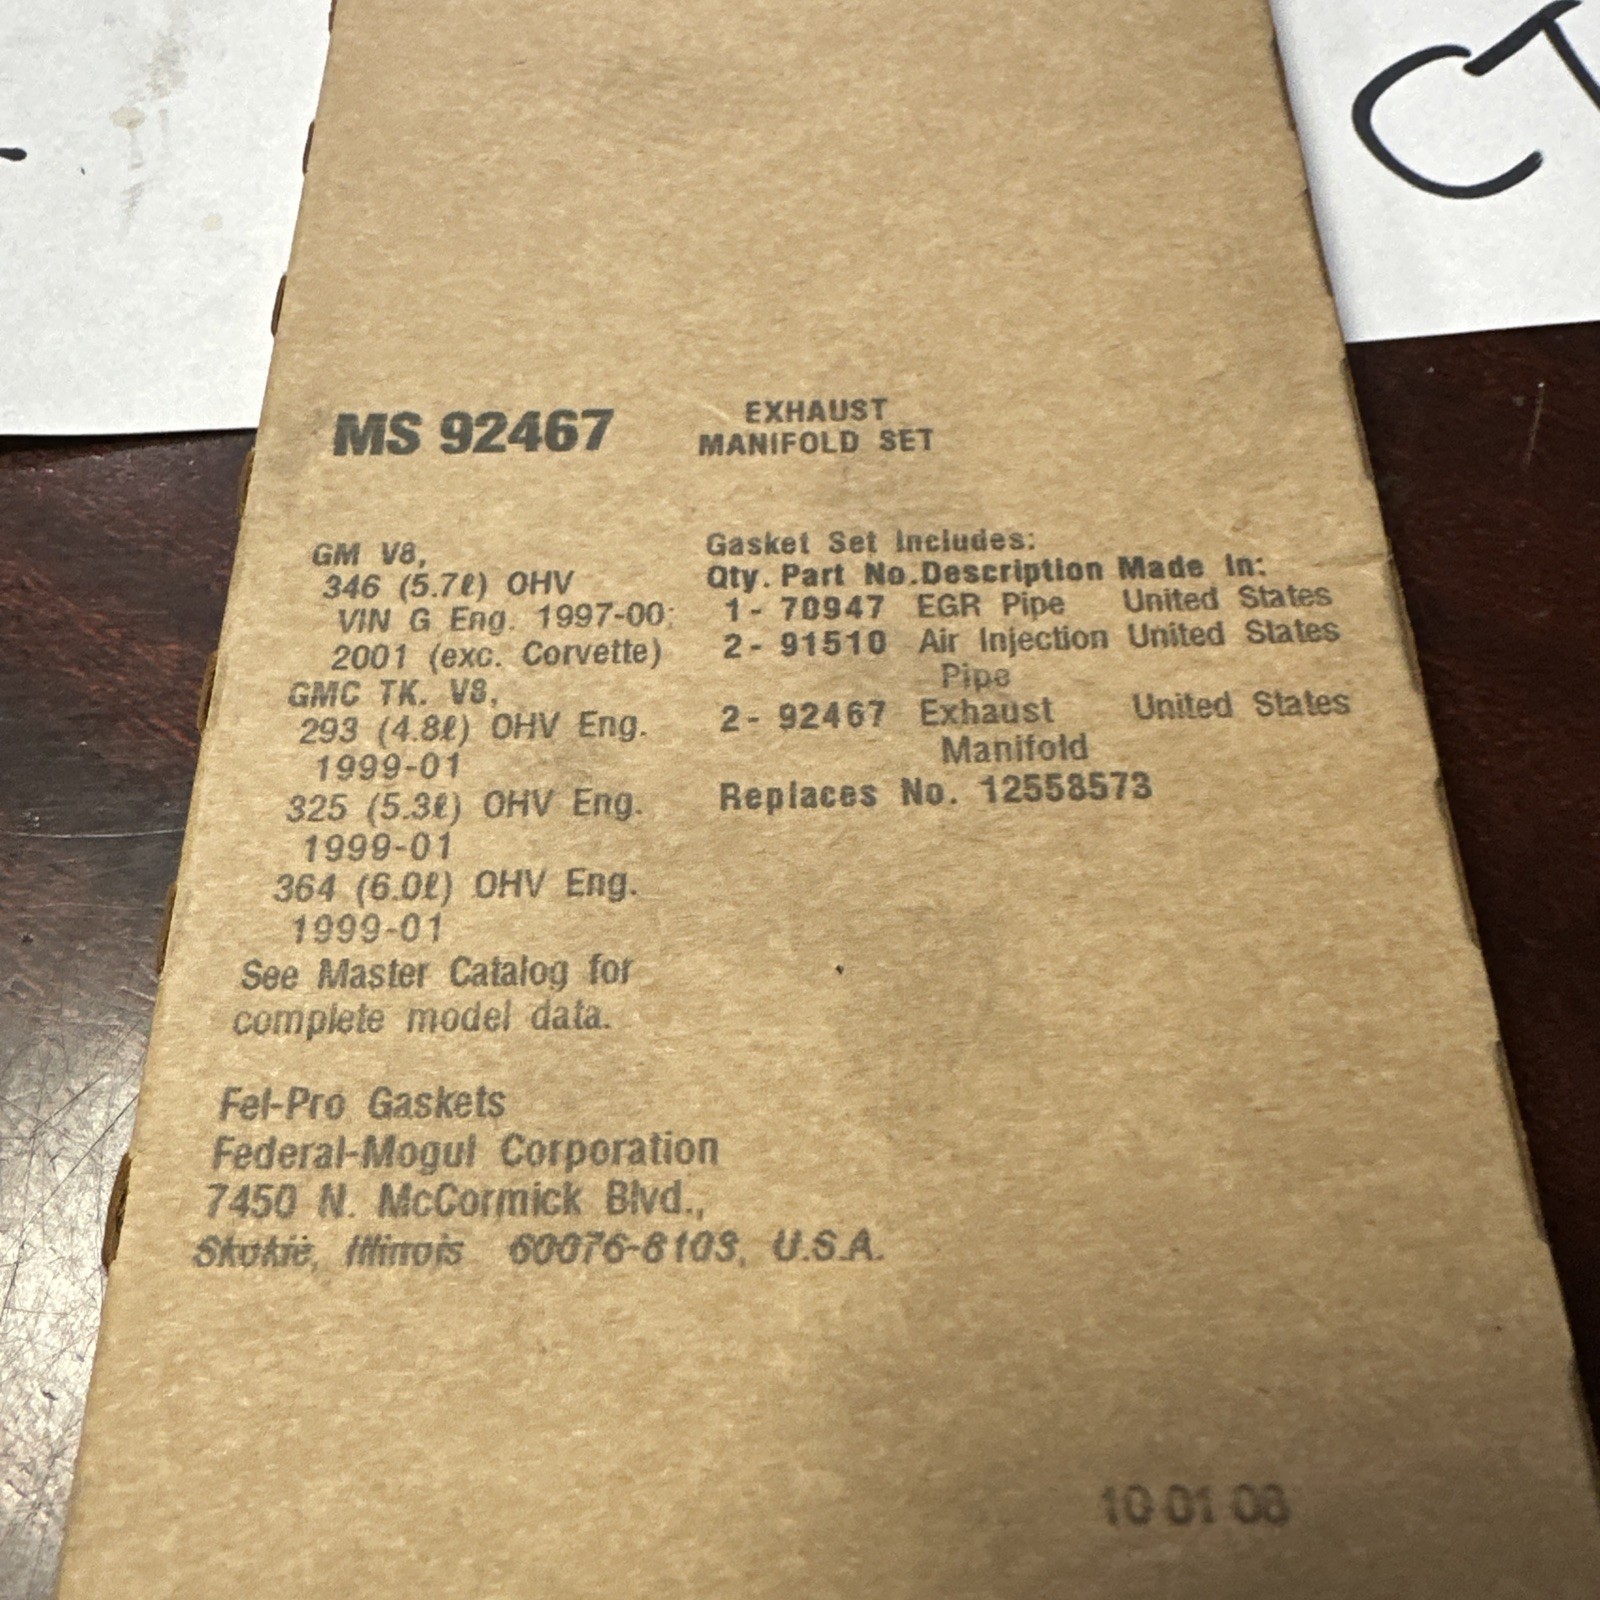 CT
MS 92467
EXHAUST
MANIFOLD SET
GM V8,
346 (5.7ℓ) OHV
VIN G Eng. 1997-00;
2001 (exc. Corvette)
GMC TK. V8,
293 (4.8ℓ) OHV Eng.
1999-01
325 (5.3ℓ) OHV Eng.
1999-01
364 (6.0ℓ) OHV Eng.
1999-01
See Master Catalog for
complete model data.
Gasket Set Includes:
Qty. Part No. Description Made In:
1- 70947 EGR Pipe United States
2- 91510 Air Injection United States
Pipe
2- 92467 Exhaust United States
Manifold
Replaces No. 12558573
Fel-Pro Gaskets
Federal-Mogul Corporation
7450 N. McCormick Blvd.,
Skokie, Illinois 60076-8103, U.S.A.
10 01 08